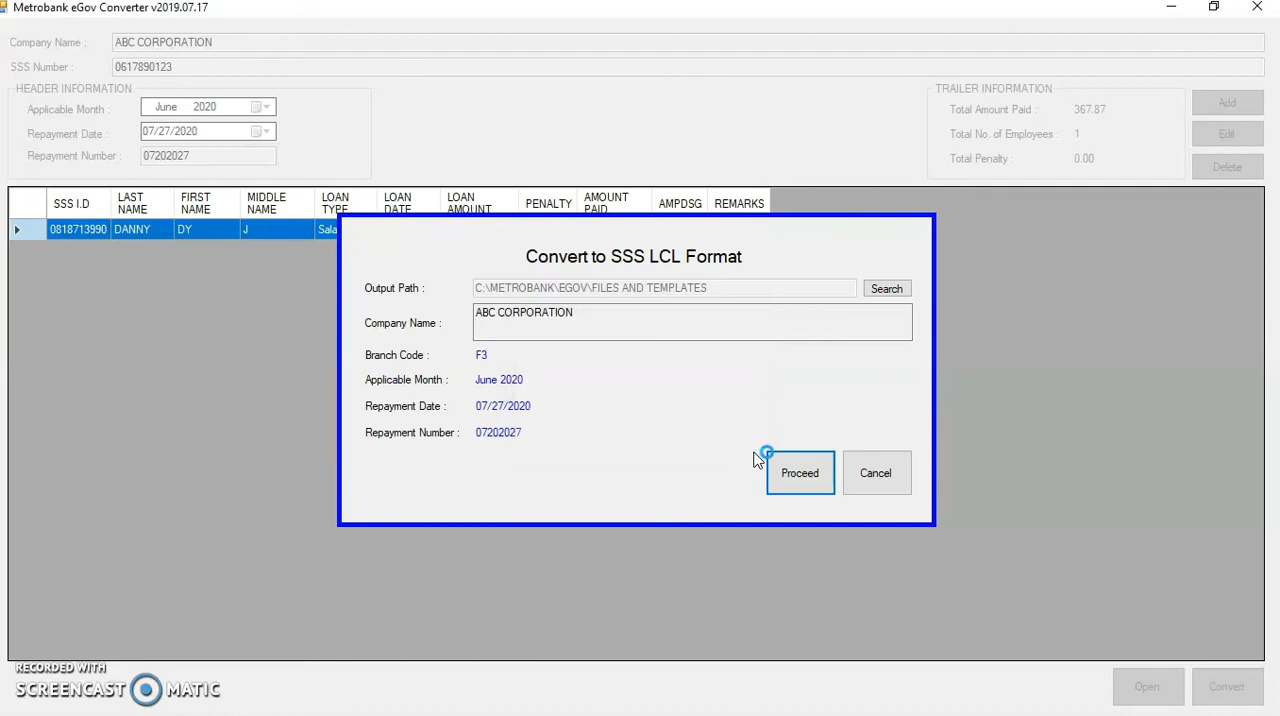 Metrobank eGov Converter v2019.07.17
Company Name : ABC CORPORATION
SSS Number : 0617890123
HEADER INFORMATION
Applicable Month : June 2020
Repayment Date : 07/27/2020
Repayment Number : 07202027
TRAILER INFORMATION
Total Amount Paid : 367.87
Total No. of Employees : 1
Total Penalty : 0.00
Add
Edit
Delete
SSS I.D LAST NAME FIRST NAME MIDDLE NAME LOAN TYPE LOAN DATE LOAN AMOUNT PENALTY AMOUNT PAID AMPDSG REMARKS
0818713990 DANNY DY J Sala
Convert to SSS LCL Format
Output Path : C:\METROBANK\EGOV\FILES AND TEMPLATES Search
Company Name : ABC CORPORATION
Branch Code : F3
Applicable Month : June 2020
Repayment Date : 07/27/2020
Repayment Number : 07202027
Proceed Cancel
RECORDED WITH
SCREENCAST MATIC
Open Convert